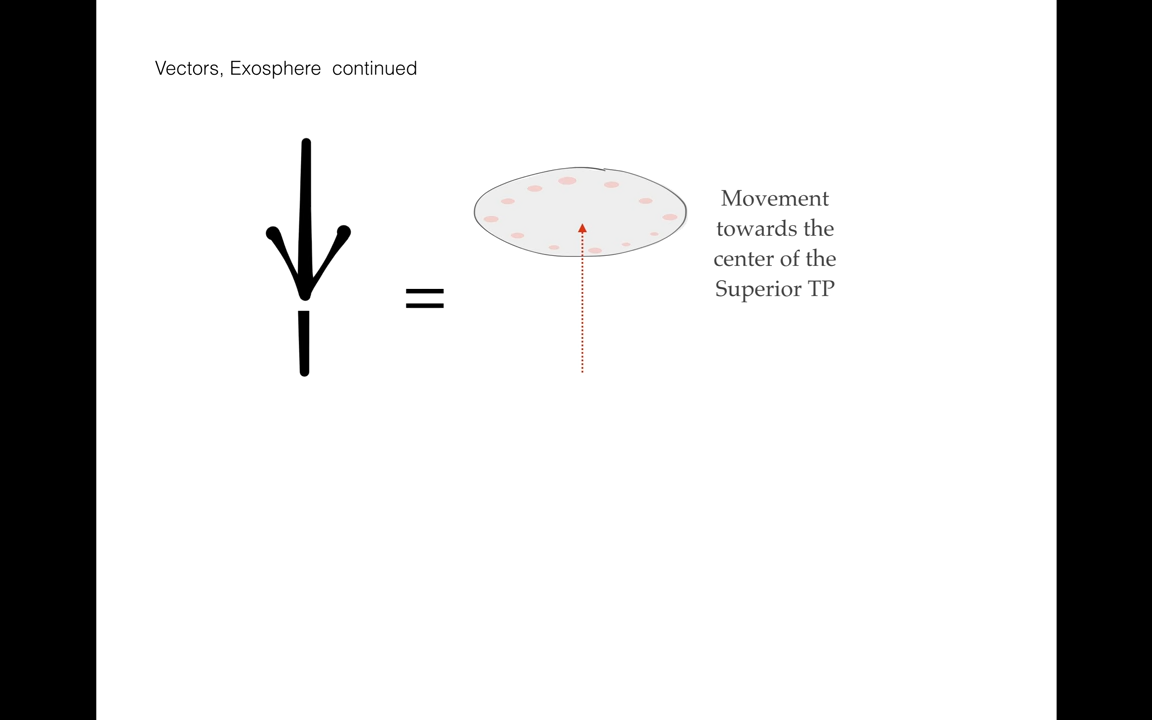 Vectors, Exosphere  continued
=
Movement
towards the
center of the
Superior TP